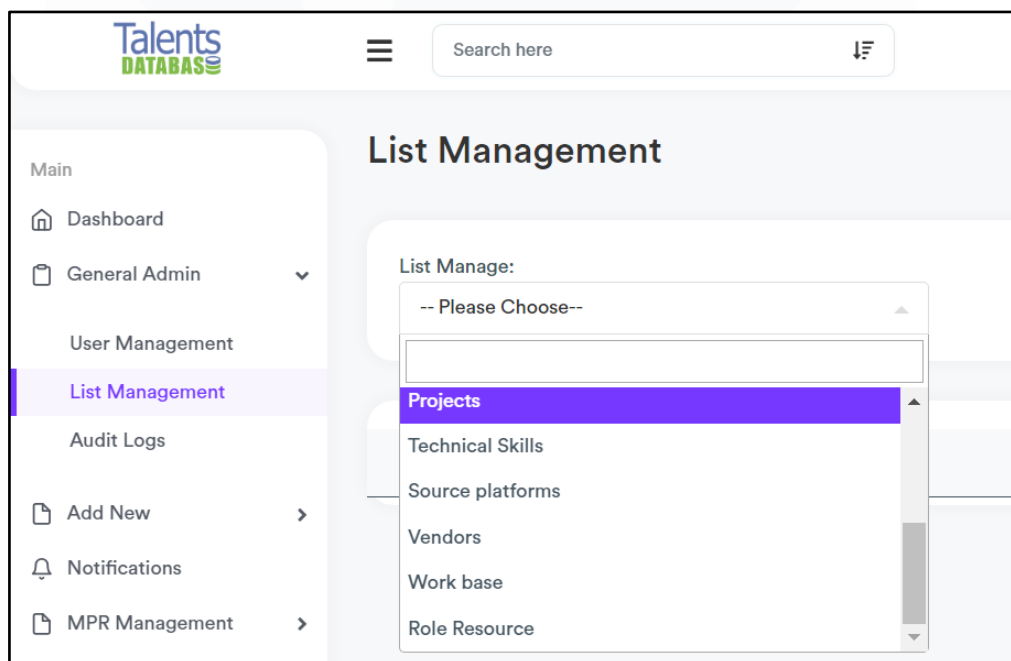 Talents
DATABASE
Search here
Main
Dashboard
General Admin
User Management
List Management
Audit Logs
Add New
Notifications
MPR Management
List Management
List Manage:
-- Please Choose--
Projects
Technical Skills
Source platforms
Vendors
Work base
Role Resource